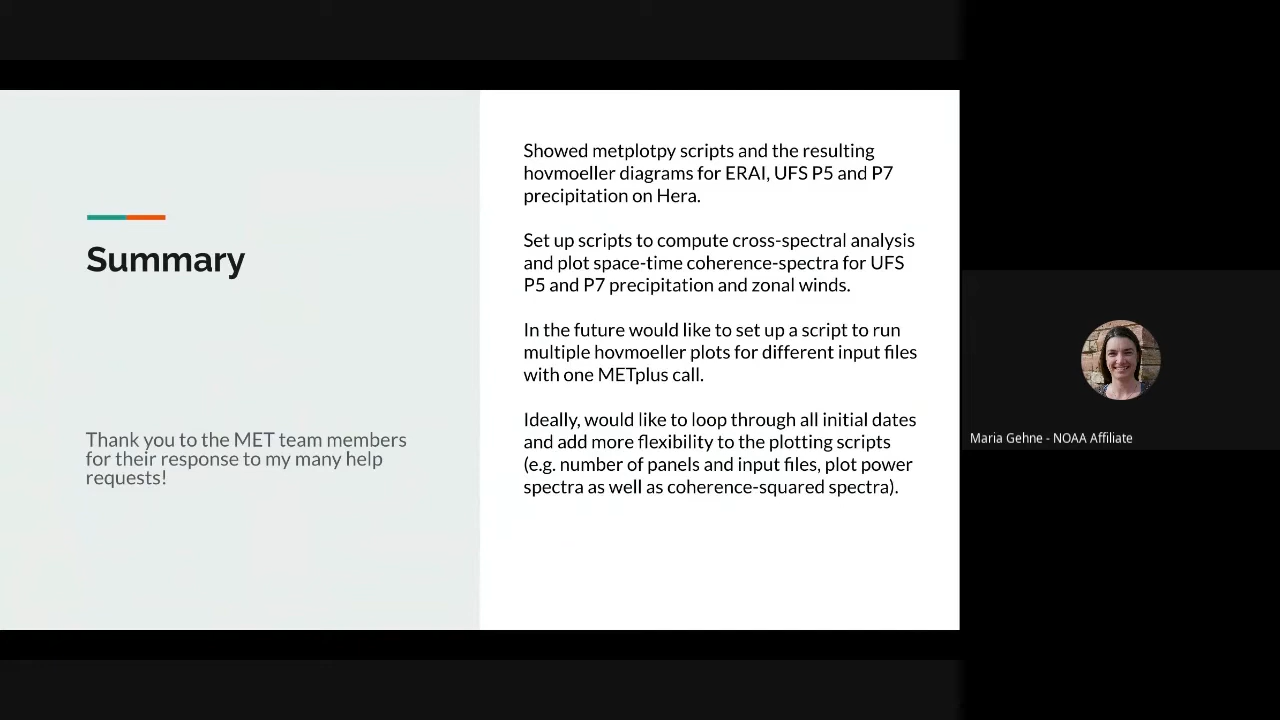 Summary
Thank you to the MET team members
for their response to my many help
requests!
Showed metplotpy scripts and the resulting
hovmoeller diagrams for ERAI, UFS P5 and P7
precipitation on Hera.
Set up scripts to compute cross-spectral analysis
and plot space-time coherence-spectra for UFS
P5 and P7 precipitation and zonal winds.
In the future would like to set up a script to run
multiple hovmoeller plots for different input files
with one METplus call.
Ideally, would like to loop through all initial dates
and add more flexibility to the plotting scripts
(e.g. number of panels and input files, plot power
spectra as well as coherence-squared spectra).
Maria Gehne - NOAA Affiliate